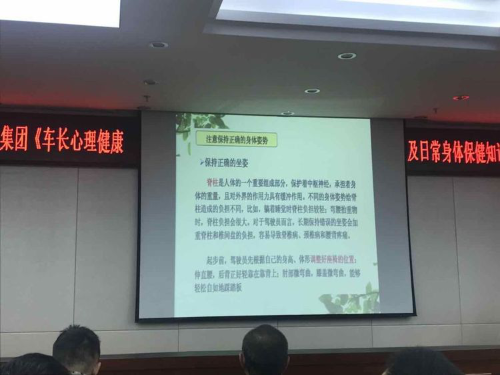 集团《车长心理健康
及日常身体保健知识
注意保持正确的身体姿势
➢保持正确的坐姿
脊柱是人体的一个重要组成部分，保护着中枢神经，承担着身
体的重量，且对外界的作用力具有缓冲作用。不同的身体姿势给脊
柱造成的负担不同，比如，躺着睡觉时脊柱负担较轻；弯腰捡重物
时，脊柱负担会很大。对于驾驶员而言，长期保持错误的坐姿会加
重脊柱和椎间盘的负担，容易导致脊椎病、颈椎病和腰背疼痛。
起步前，驾驶员先根据自己的身高、体形调整好座椅的位置；
伸直腰，后背正好轻靠在靠背上；肘部微弯曲，膝盖微弯曲，能够
轻松自如地踩踏板